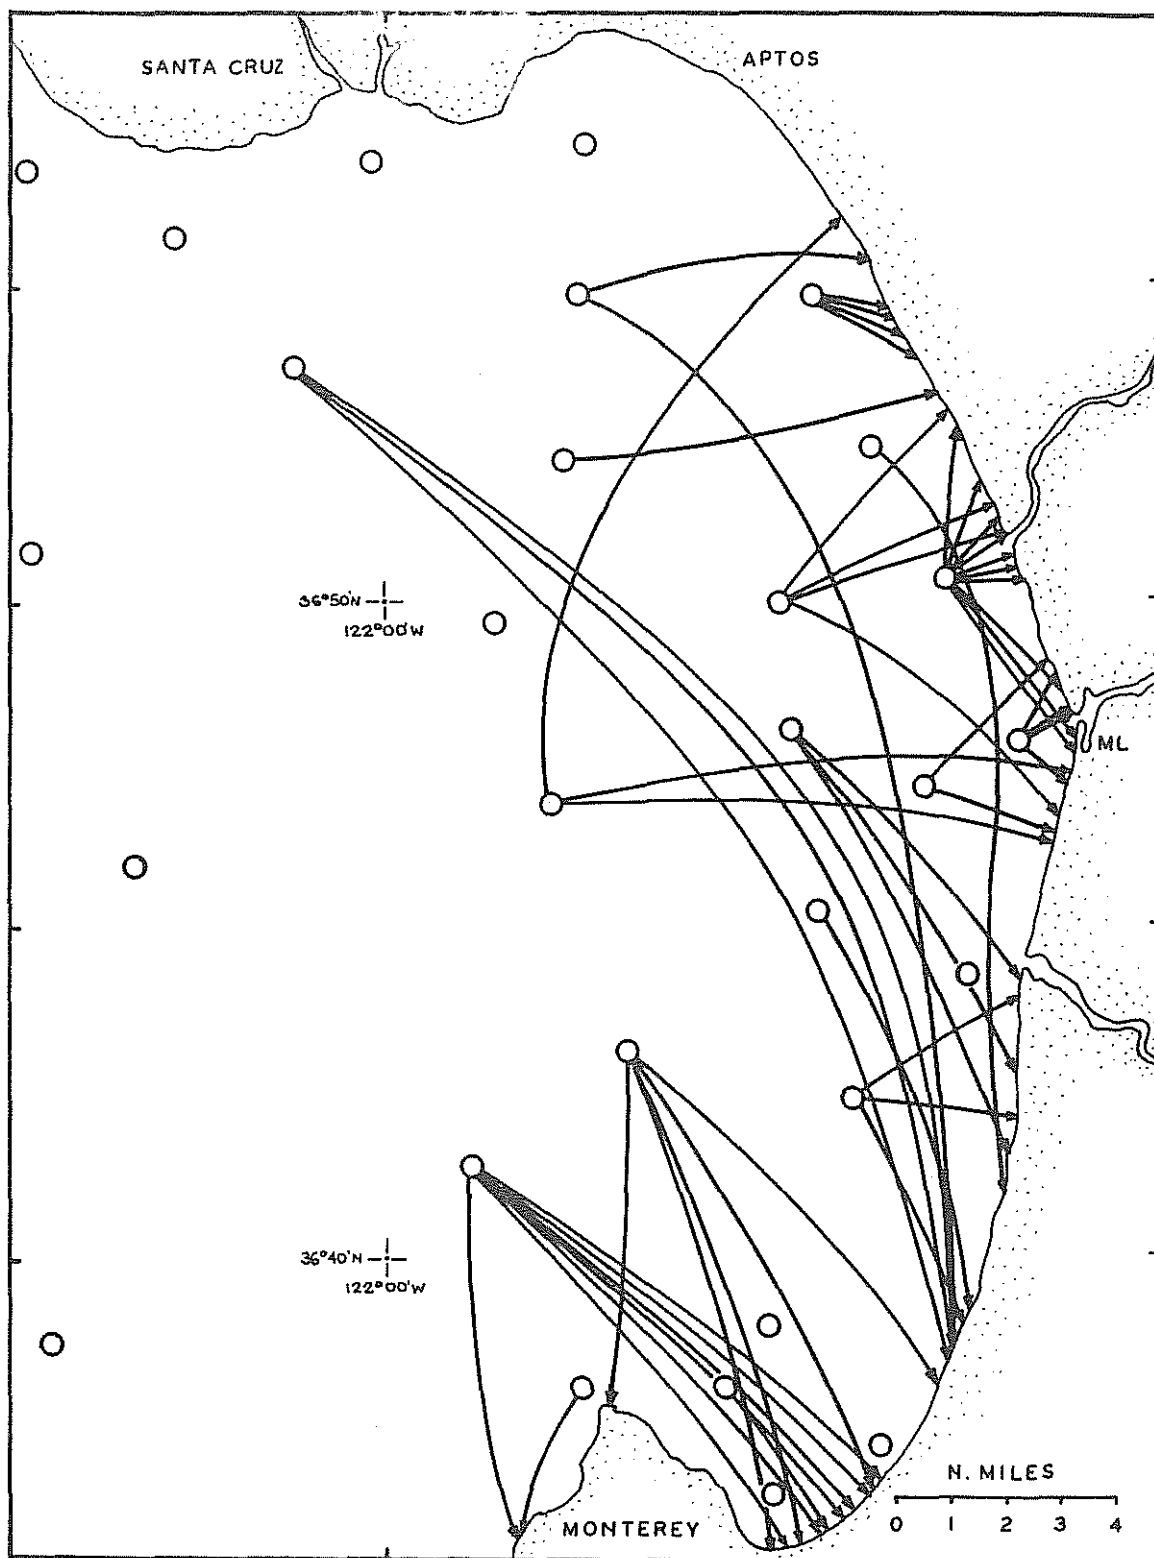 SANTA CRUZ
APTOS
36°50'N
122°00'W
ML
36°40'N
122°00'W
N. MILES
0 1 2 3 4
MONTEREY